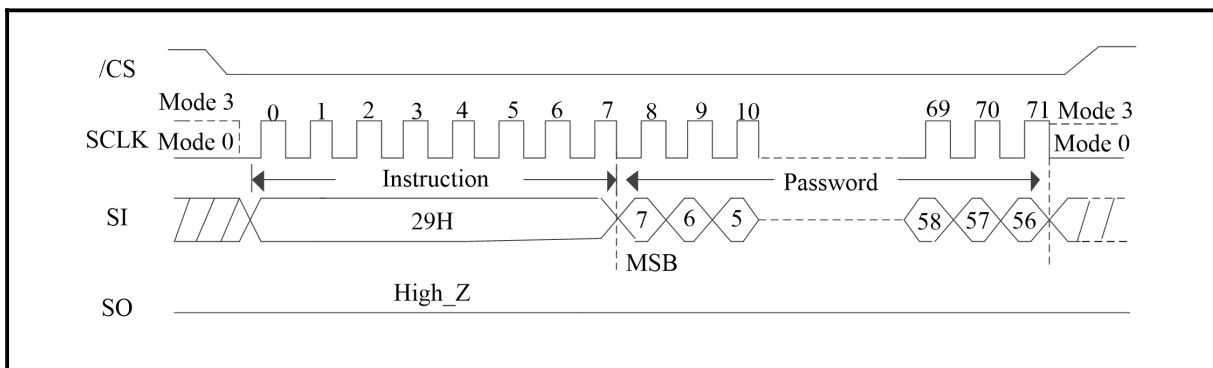 /CS
Mode 3
0 1 2 3 4 5 6 7 8 9 10 69 70 71
Mode 3
SCLK
Mode 0
Mode 0
Instruction
Password
SI
29H
7 6 5 58 57 56
MSB
High_Z
SO